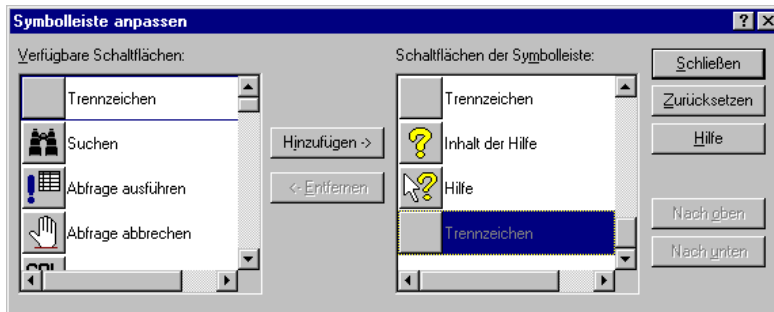 Symbolleiste anpassen
Verfügbare Schaltflächen:
Trennzeichen
Suchen
Abfrage ausführen
Abfrage abbrechen
SQL
Hinzufügen ->
<- Entfernen
Schaltflächen der Symbolleiste:
Trennzeichen
Inhalt der Hilfe
Hilfe
Trennzeichen
Schließen
Zurücksetzen
Hilfe
Nach oben
Nach unten